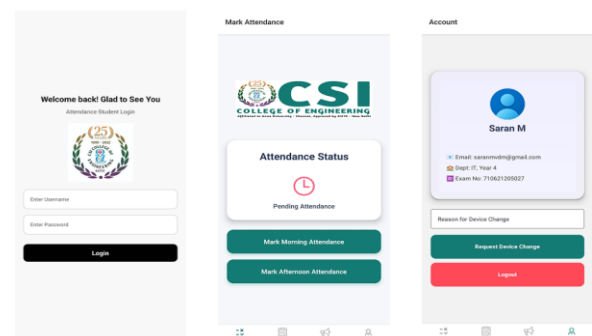 Welcome back! Glad to See You
Attendance Student Login
25
Enter Username
Enter Password
Login
Mark Attendance
25
CSI
COLLEGE OF ENGINEERING
Attendance Status
Pending Attendance
Mark Morning Attendance
Mark Afternoon Attendance
Account
Saran M
Email: saranmvdm@gmail.com
Dept: IT, Year 4
Exam No: 710621205027
Reason for Device Change
Request Device Change
Logout